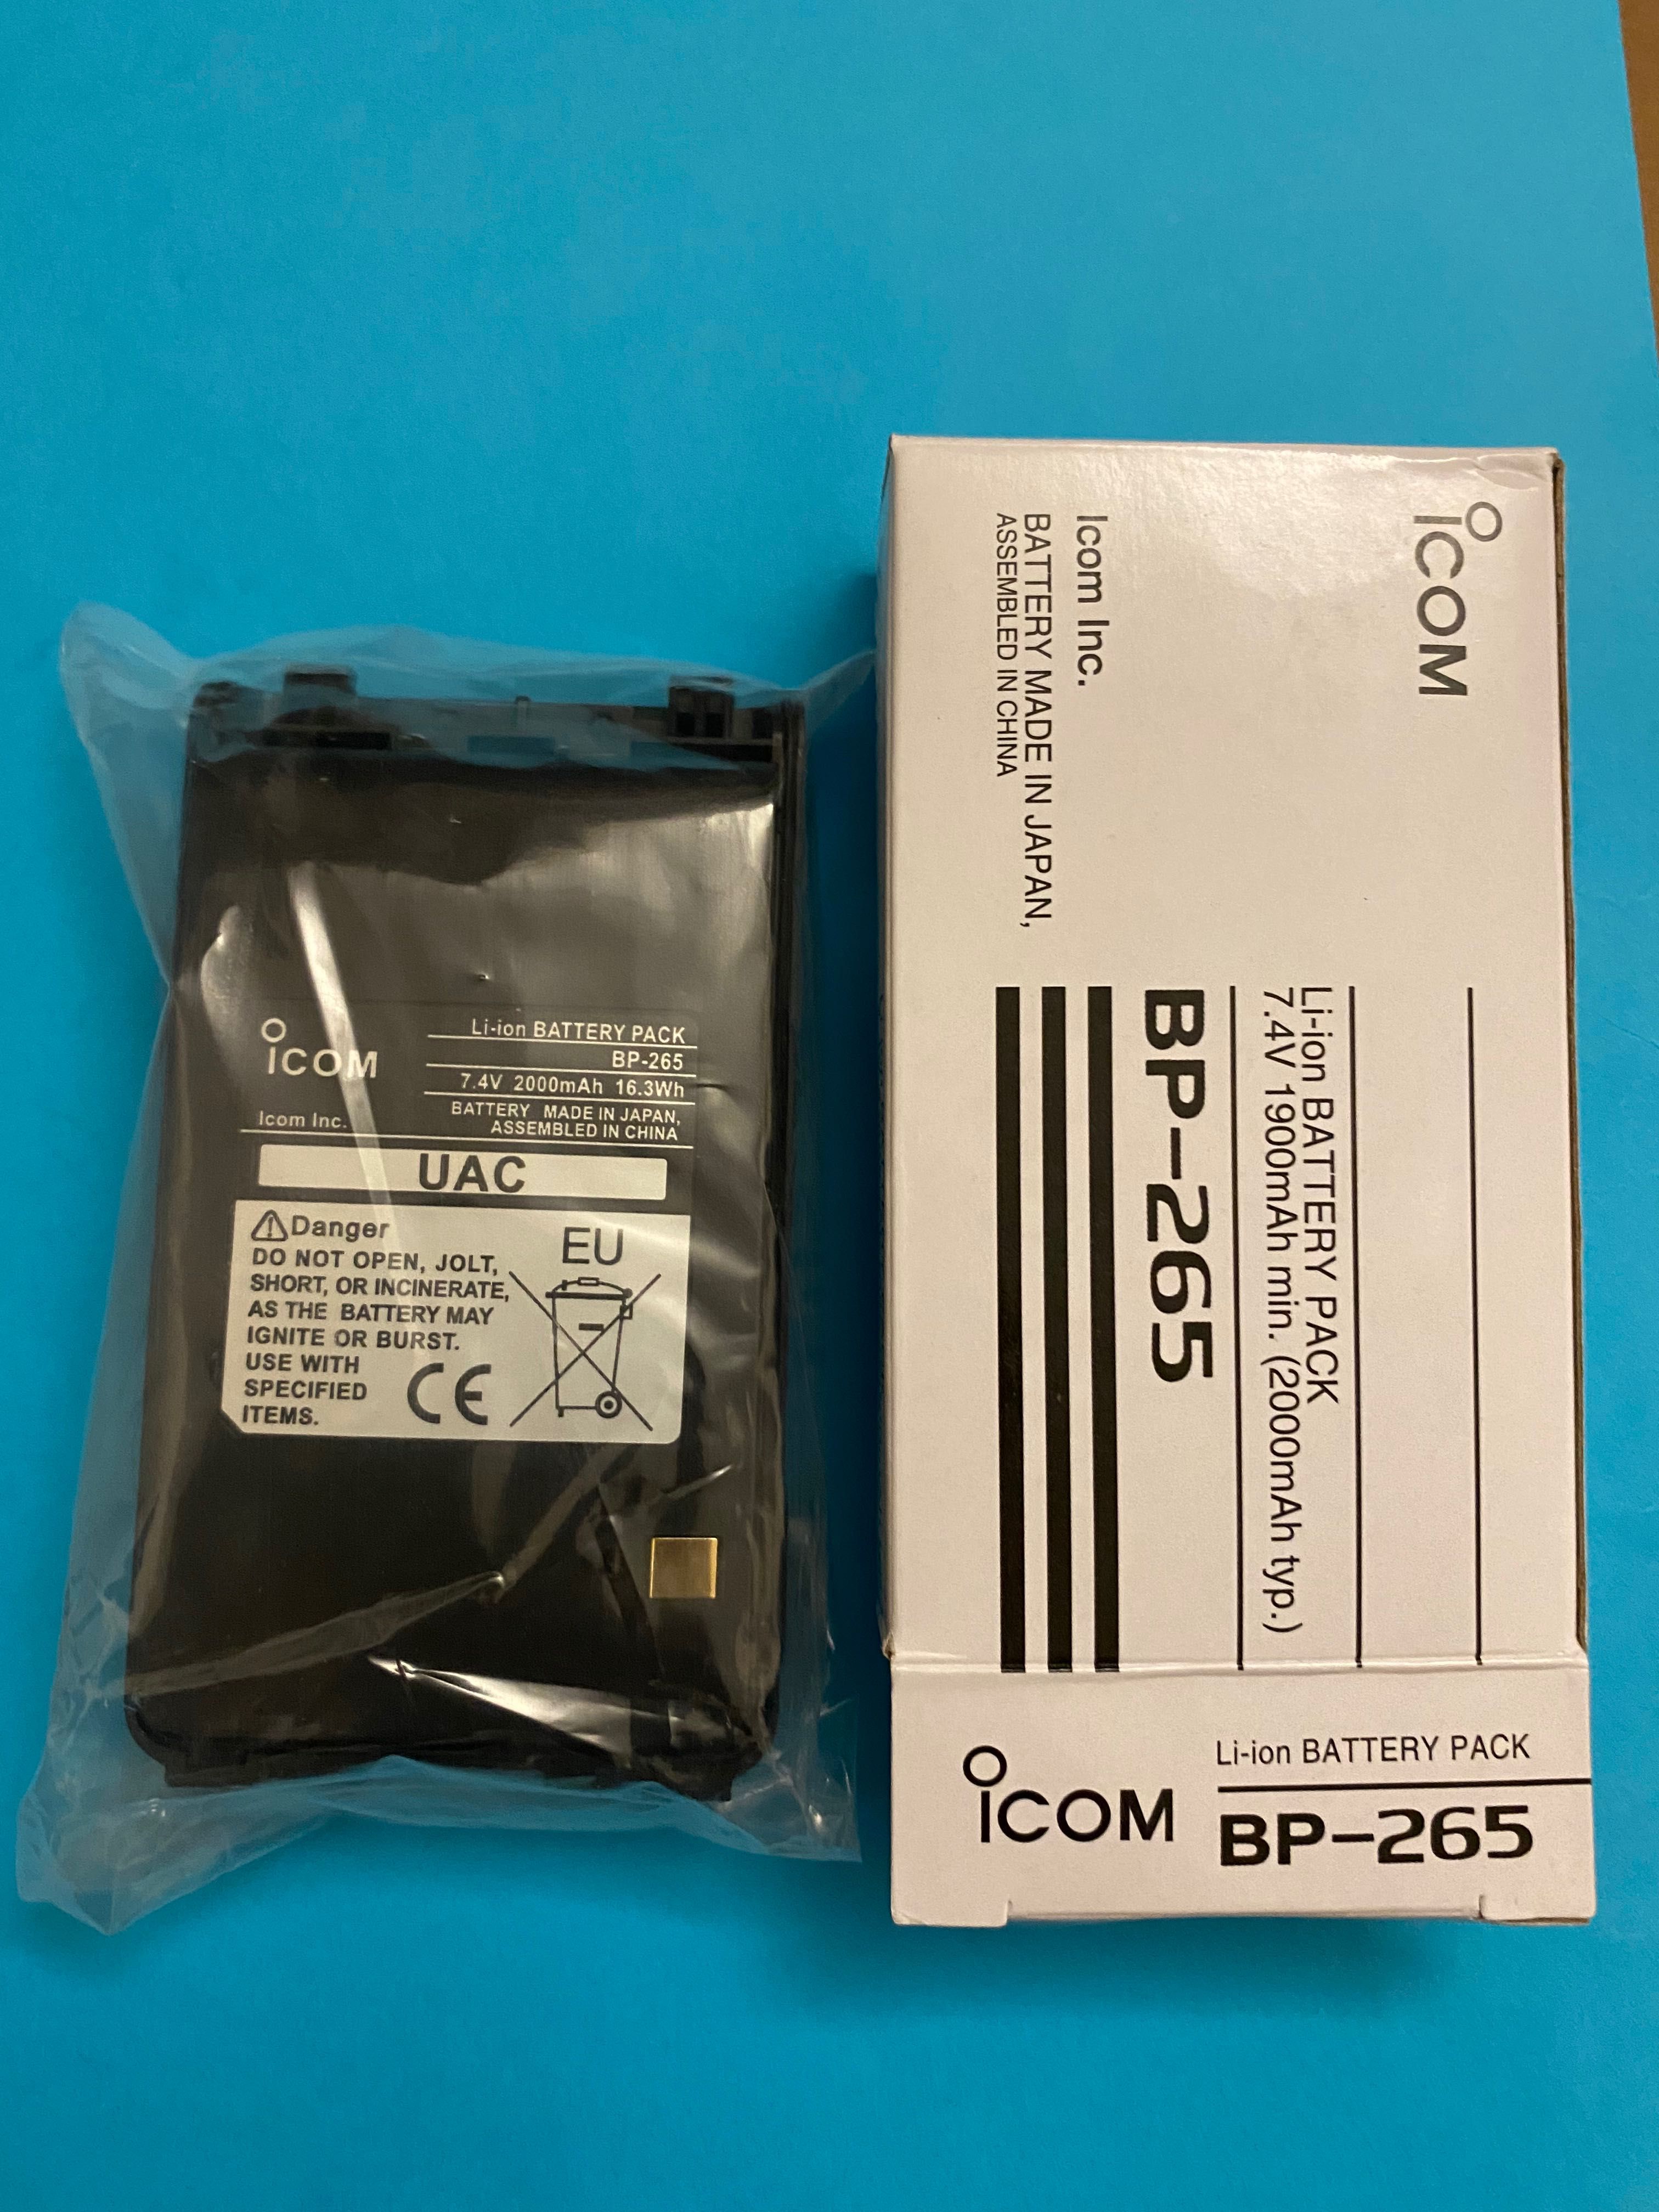 ICOM
Li-ion BATTERY PACK
BP-265
7.4V 2000mAh 16.3Wh
BATTERY MADE IN JAPAN,
ASSEMBLED IN CHINA
Icom Inc.
UAC
Danger
DO NOT OPEN, JOLT,
SHORT, OR INCINERATE,
AS THE BATTERY MAY
IGNITE OR BURST.
USE WITH
SPECIFIED
ITEMS.
EU
CE
ICOM
Li-ion BATTERY PACK
7.4V 1900mAh min. (2000mAh typ.)
BP-265
Icom Inc.
BATTERY MADE IN JAPAN,
ASSEMBLED IN CHINA
ICOM
Li-ion BATTERY PACK
BP-265